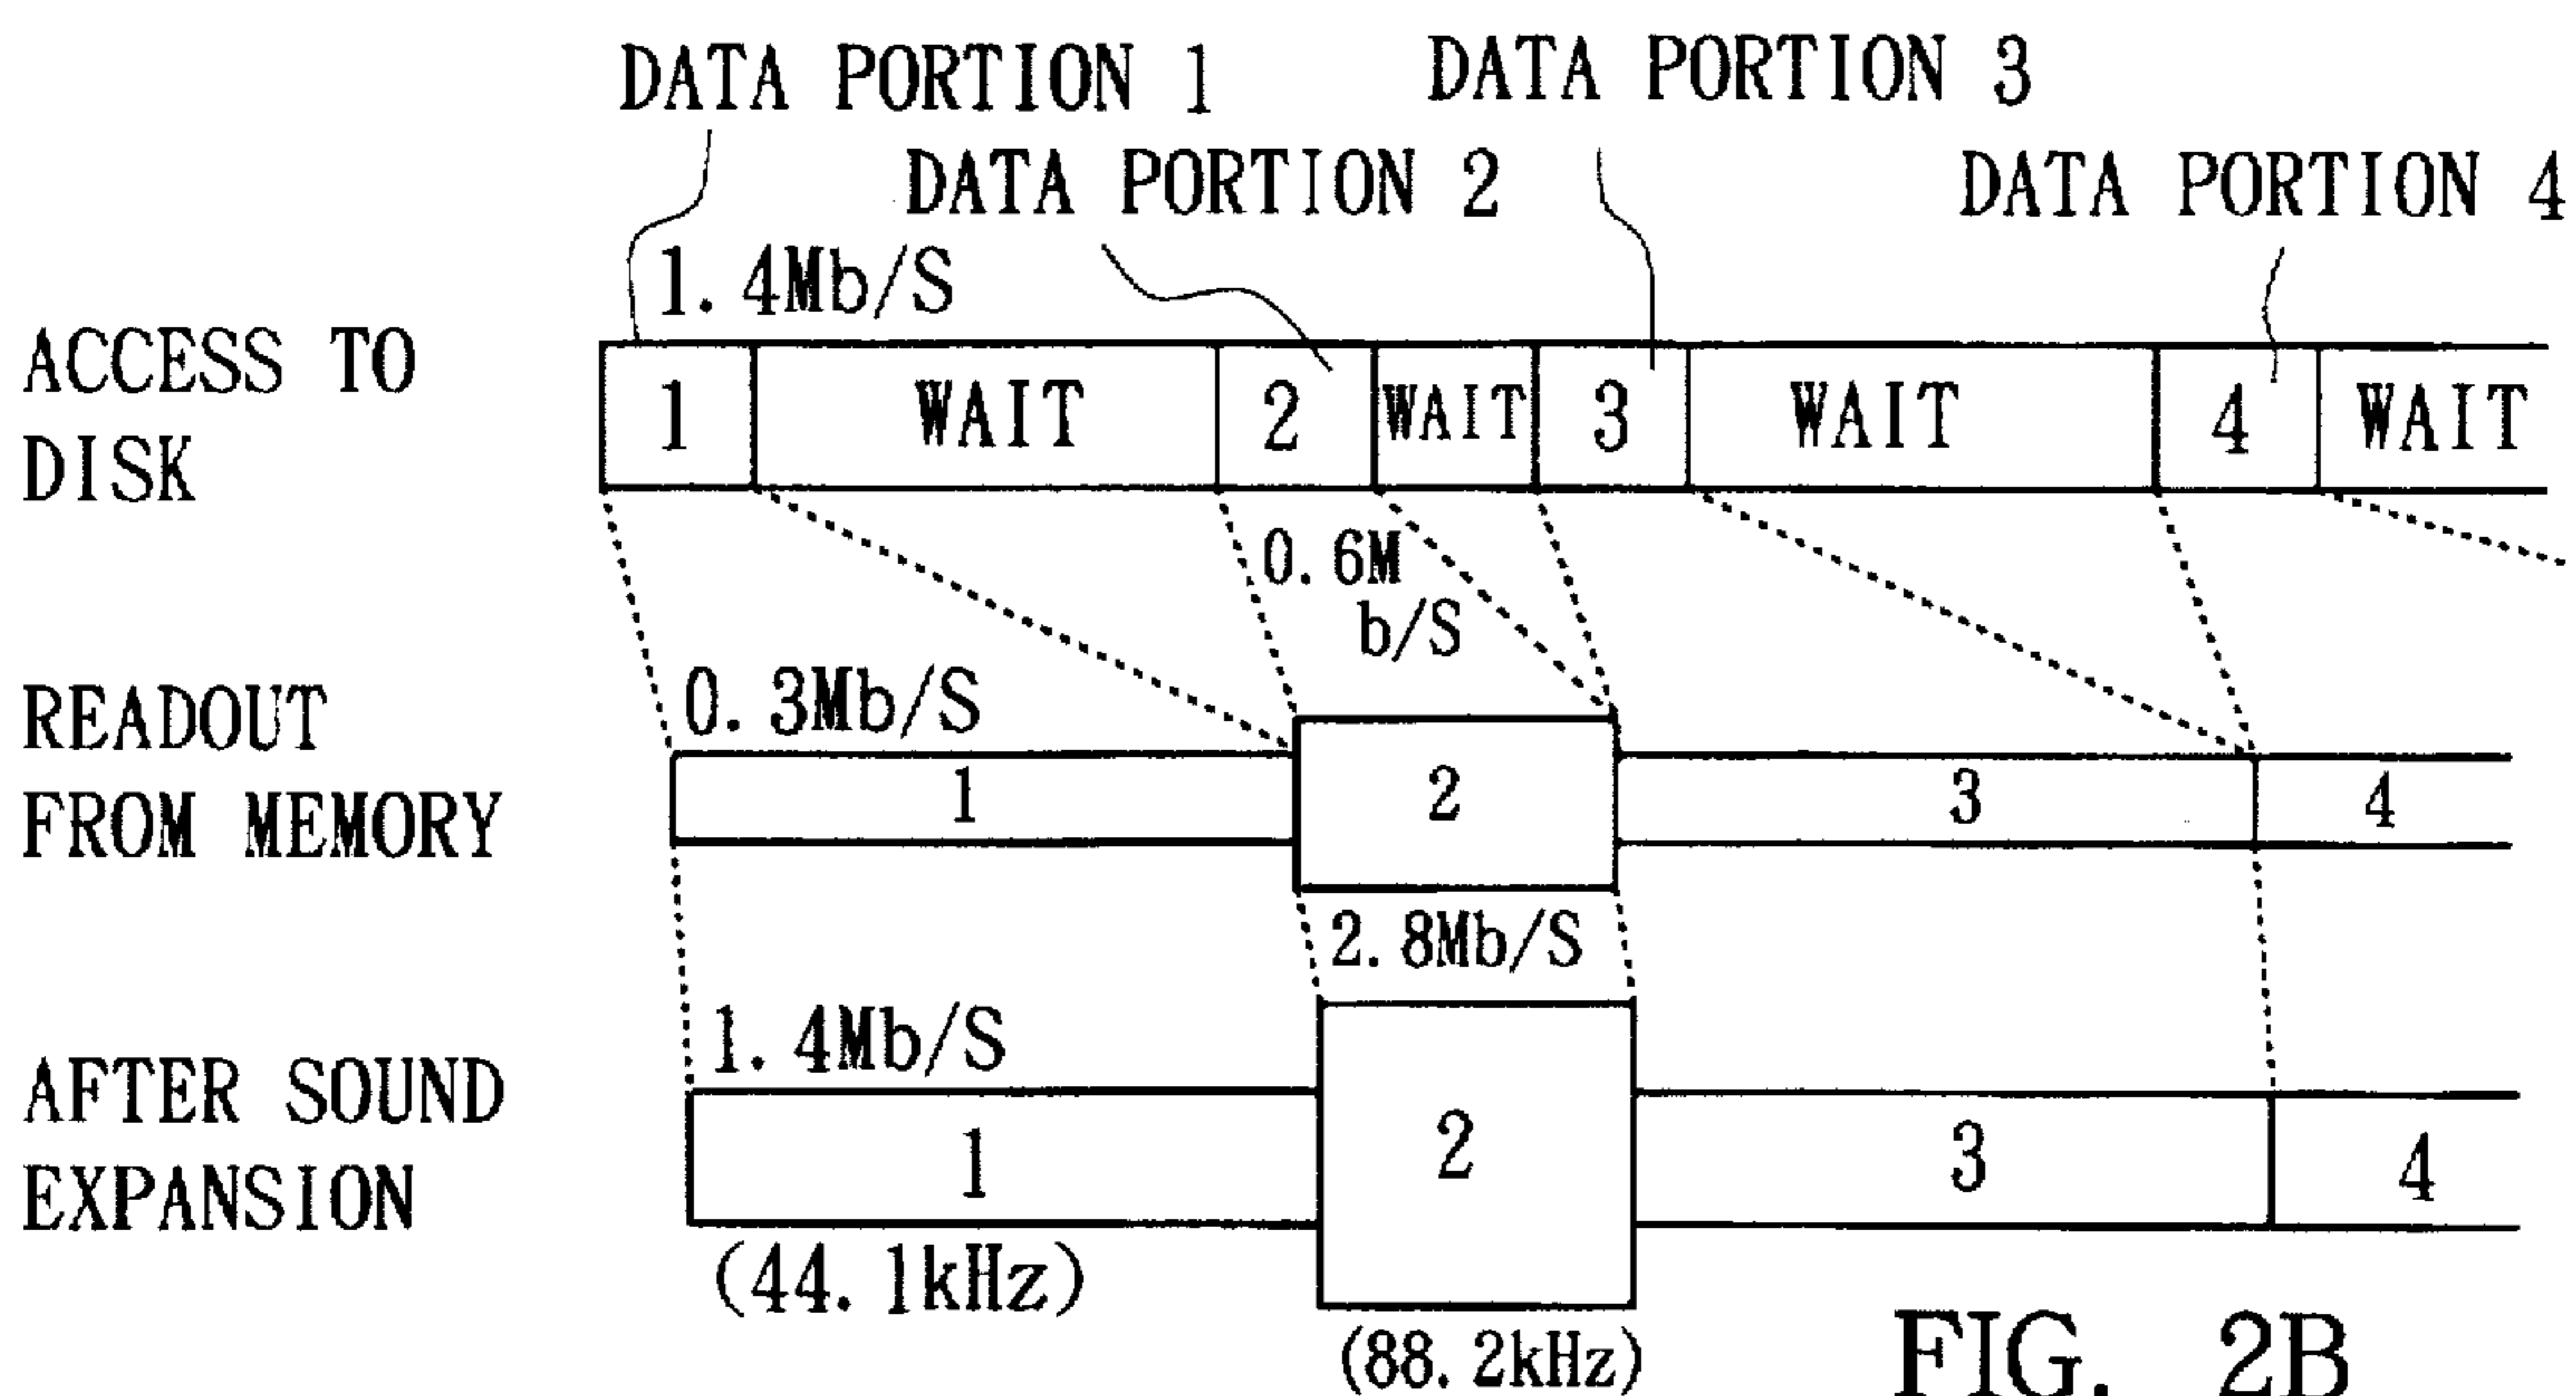 DATA PORTION 1
DATA PORTION 3
DATA PORTION 2
DATA PORTION 4
1.4Mb/S
ACCESS TO
DISK
1
WAIT
2
WAIT
3
WAIT
4
WAIT
0.6M
b/S
READOUT
FROM MEMORY
0.3Mb/S
1
2
3
4
2.8Mb/S
AFTER SOUND
EXPANSION
1.4Mb/S
1
2
3
4
(44.1kHz)
(88.2kHz)
FIG. 2B